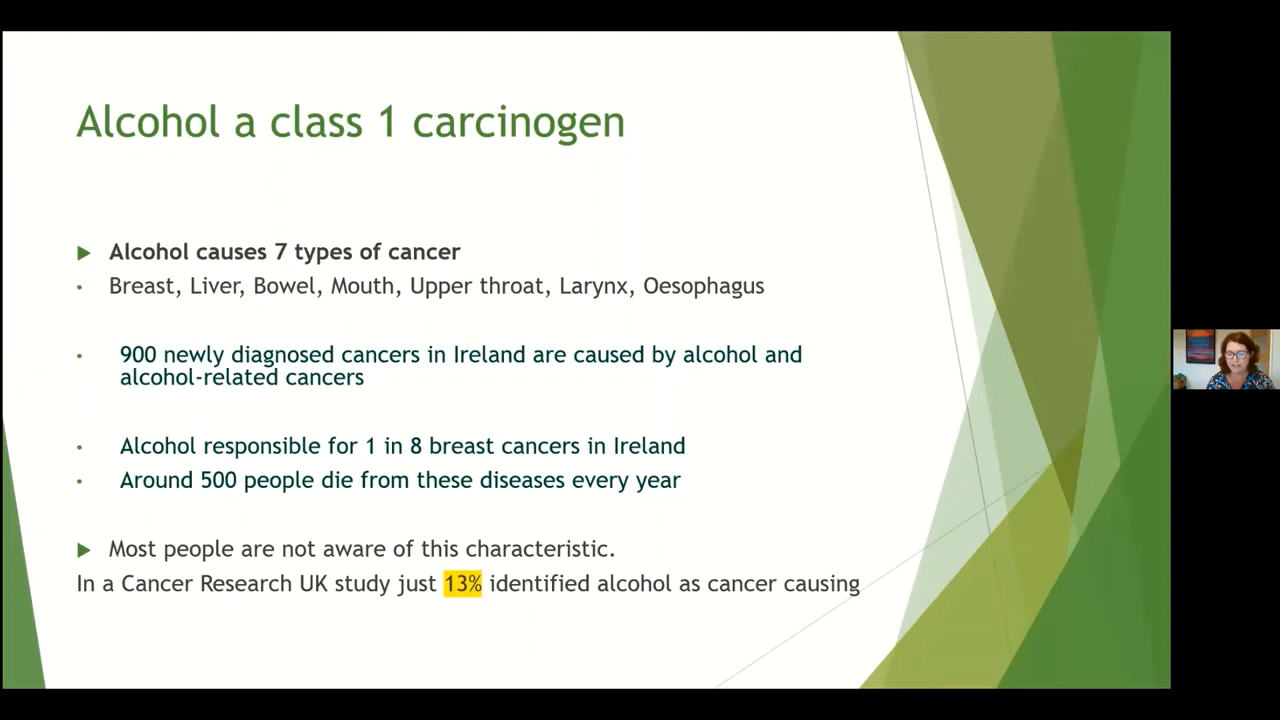 Alcohol a class 1 carcinogen
Alcohol causes 7 types of cancer
Breast, Liver, Bowel, Mouth, Upper throat, Larynx, Oesophagus
900 newly diagnosed cancers in Ireland are caused by alcohol and
alcohol-related cancers
Alcohol responsible for 1 in 8 breast cancers in Ireland
Around 500 people die from these diseases every year
Most people are not aware of this characteristic.
In a Cancer Research UK study just 13% identified alcohol as cancer causing